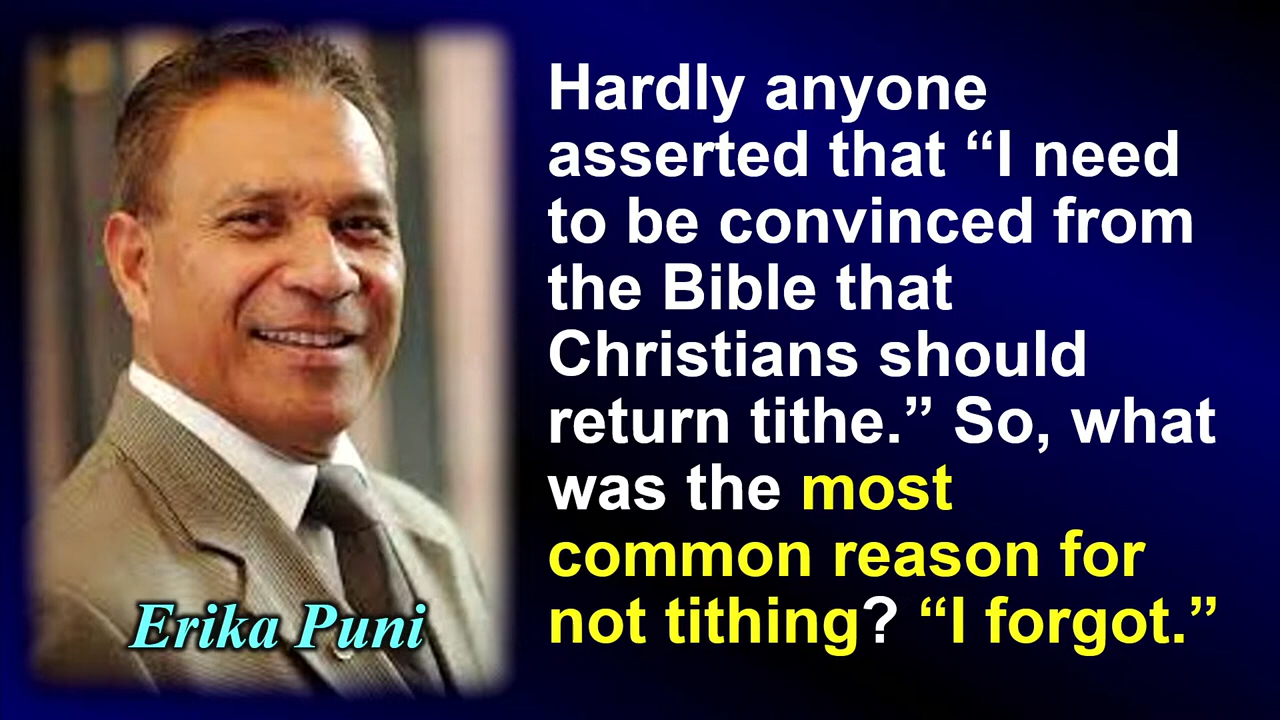 Hardly anyone
asserted that “I need
to be convinced from
the Bible that
Christians should
return tithe.” So, what
was the most
common reason for
not tithing? “I forgot.”
Erika Puni